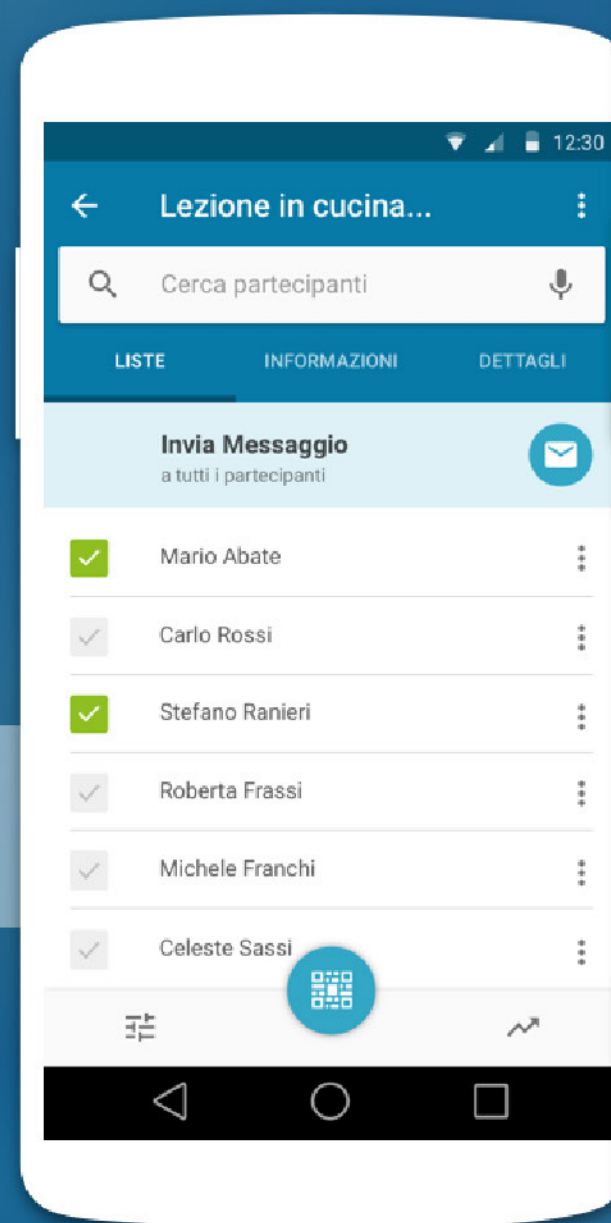 12:30
Lezione in cucina...
Cerca partecipanti
LISTE INFORMAZIONI DETTAGLI
Invia Messaggio
a tutti i partecipanti
Mario Abate
Carlo Rossi
Stefano Ranieri
Roberta Frassi
Michele Franchi
Celeste Sassi